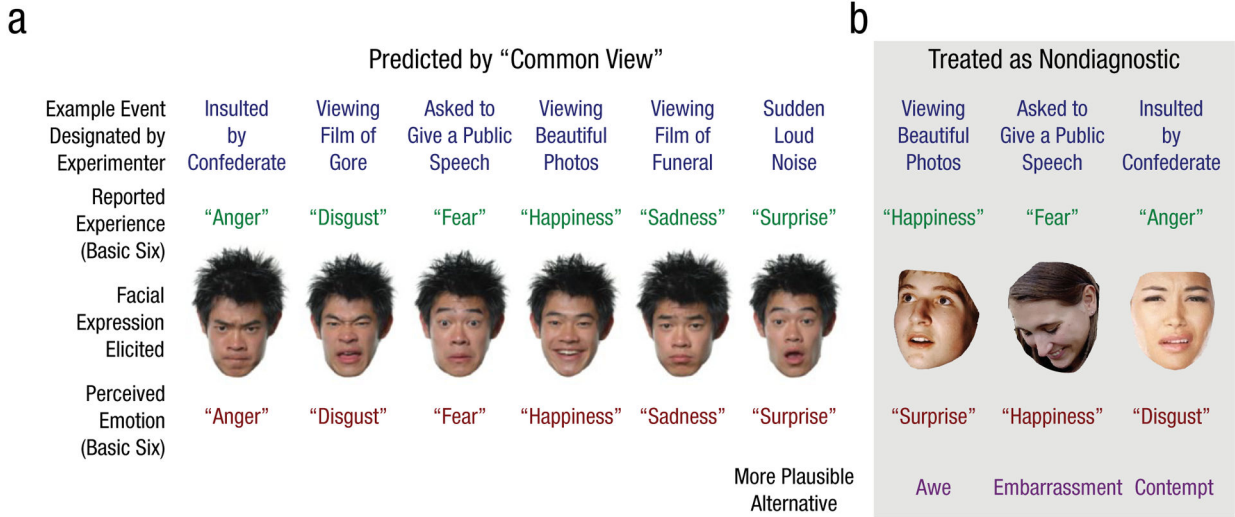 a
b
Predicted by “Common View”
Treated as Nondiagnostic
Example Event
Designated by
Experimenter
Insulted
by
Confederate
Viewing
Film of
Gore
Asked to
Give a Public
Speech
Viewing
Beautiful
Photos
Viewing
Film of
Funeral
Sudden
Loud
Noise
Viewing
Beautiful
Photos
Asked to
Give a Public
Speech
Insulted
by
Confederate
Reported
Experience
(Basic Six)
“Anger”
“Disgust”
“Fear”
“Happiness”
“Sadness”
“Surprise”
“Happiness”
“Fear”
“Anger”
Facial
Expression
Elicited
Perceived
Emotion
(Basic Six)
“Anger”
“Disgust”
“Fear”
“Happiness”
“Sadness”
“Surprise”
“Surprise”
“Happiness”
“Disgust”
More Plausible
Alternative
Awe
Embarrassment
Contempt